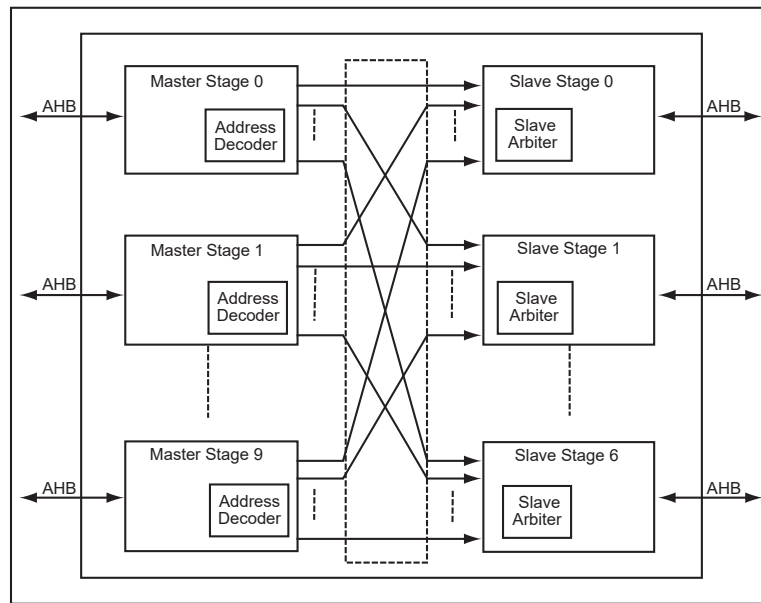 Master Stage 0
Slave Stage 0
AHB
AHB
Address
Decoder
Slave
Arbiter
Master Stage 1
Slave Stage 1
AHB
AHB
Address
Decoder
Slave
Arbiter
Master Stage 9
Slave Stage 6
AHB
AHB
Address
Decoder
Slave
Arbiter